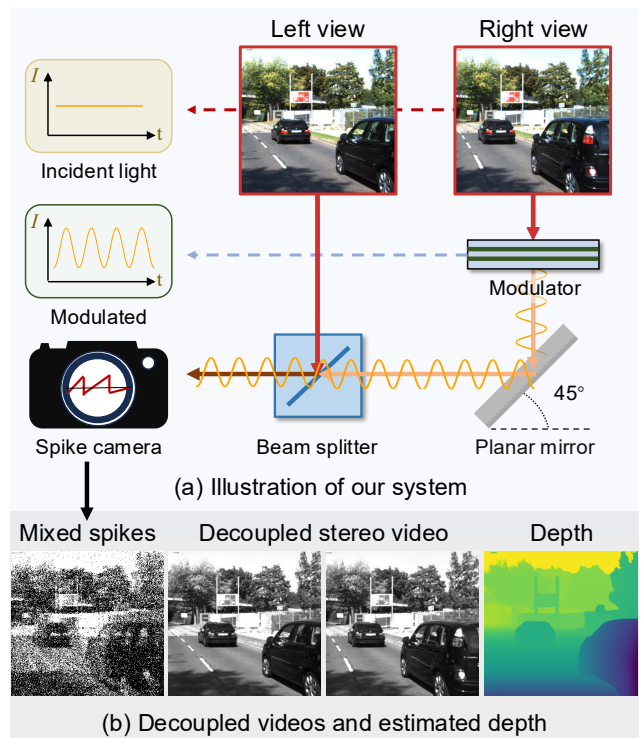 Left view
Right view
I
t
Incident light
I
t
Modulated
Modulator
45°
Spike camera
Beam splitter
Planar mirror
(a) Illustration of our system
Mixed spikes
Decoupled stereo video
Depth
(b) Decoupled videos and estimated depth